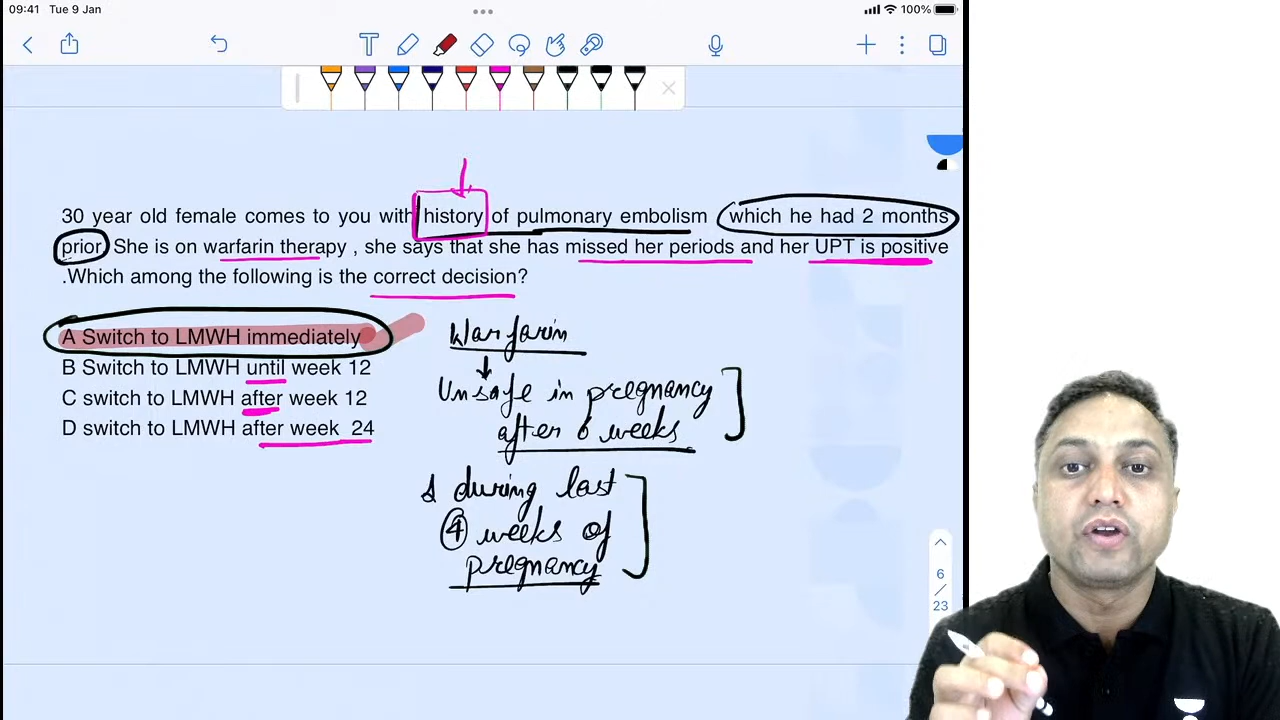 09:41 Tue 9 Jan
100%
30 year old female comes to you with history of pulmonary embolism which he had 2 months
prior She is on warfarin therapy , she says that she has missed her periods and her UPT is positive
.Which among the following is the correct decision?
A Switch to LMWH immediately
B Switch to LMWH until week 12
C switch to LMWH after week 12
D switch to LMWH after week 24
Warfarin
Unsafe in pregnancy
after 6 weeks
& during last
4 weeks of
pregnancy
6
/
23